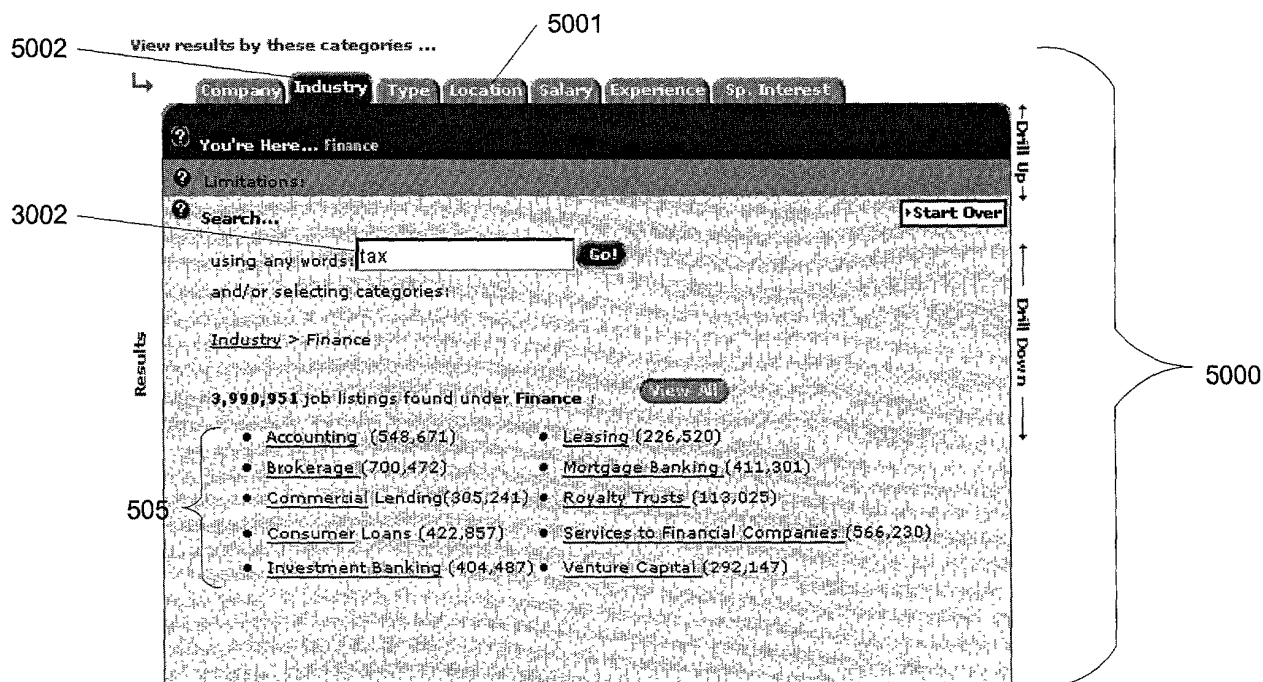 5001
5002
View results by these categories ...
Company Industry Type Location Salary Experience Sp. Interest
? You're Here... Finance
←Drill Up→
? Limitations:
? Search...
▸Start Over
3002
using any words: tax Go!
and/or selecting categories:
Industry > Finance
Results
← Drill Down →
5000
3,990,951 job listings found under Finance : View All
• Accounting (548,671) • Leasing (226,520)
• Brokerage (700,472) • Mortgage Banking (411,301)
505
• Commercial Lending(305,241) • Royalty Trusts (113,025)
• Consumer Loans (422,857) • Services to Financial Companies (566,230)
• Investment Banking (404,487) • Venture Capital (292,147)